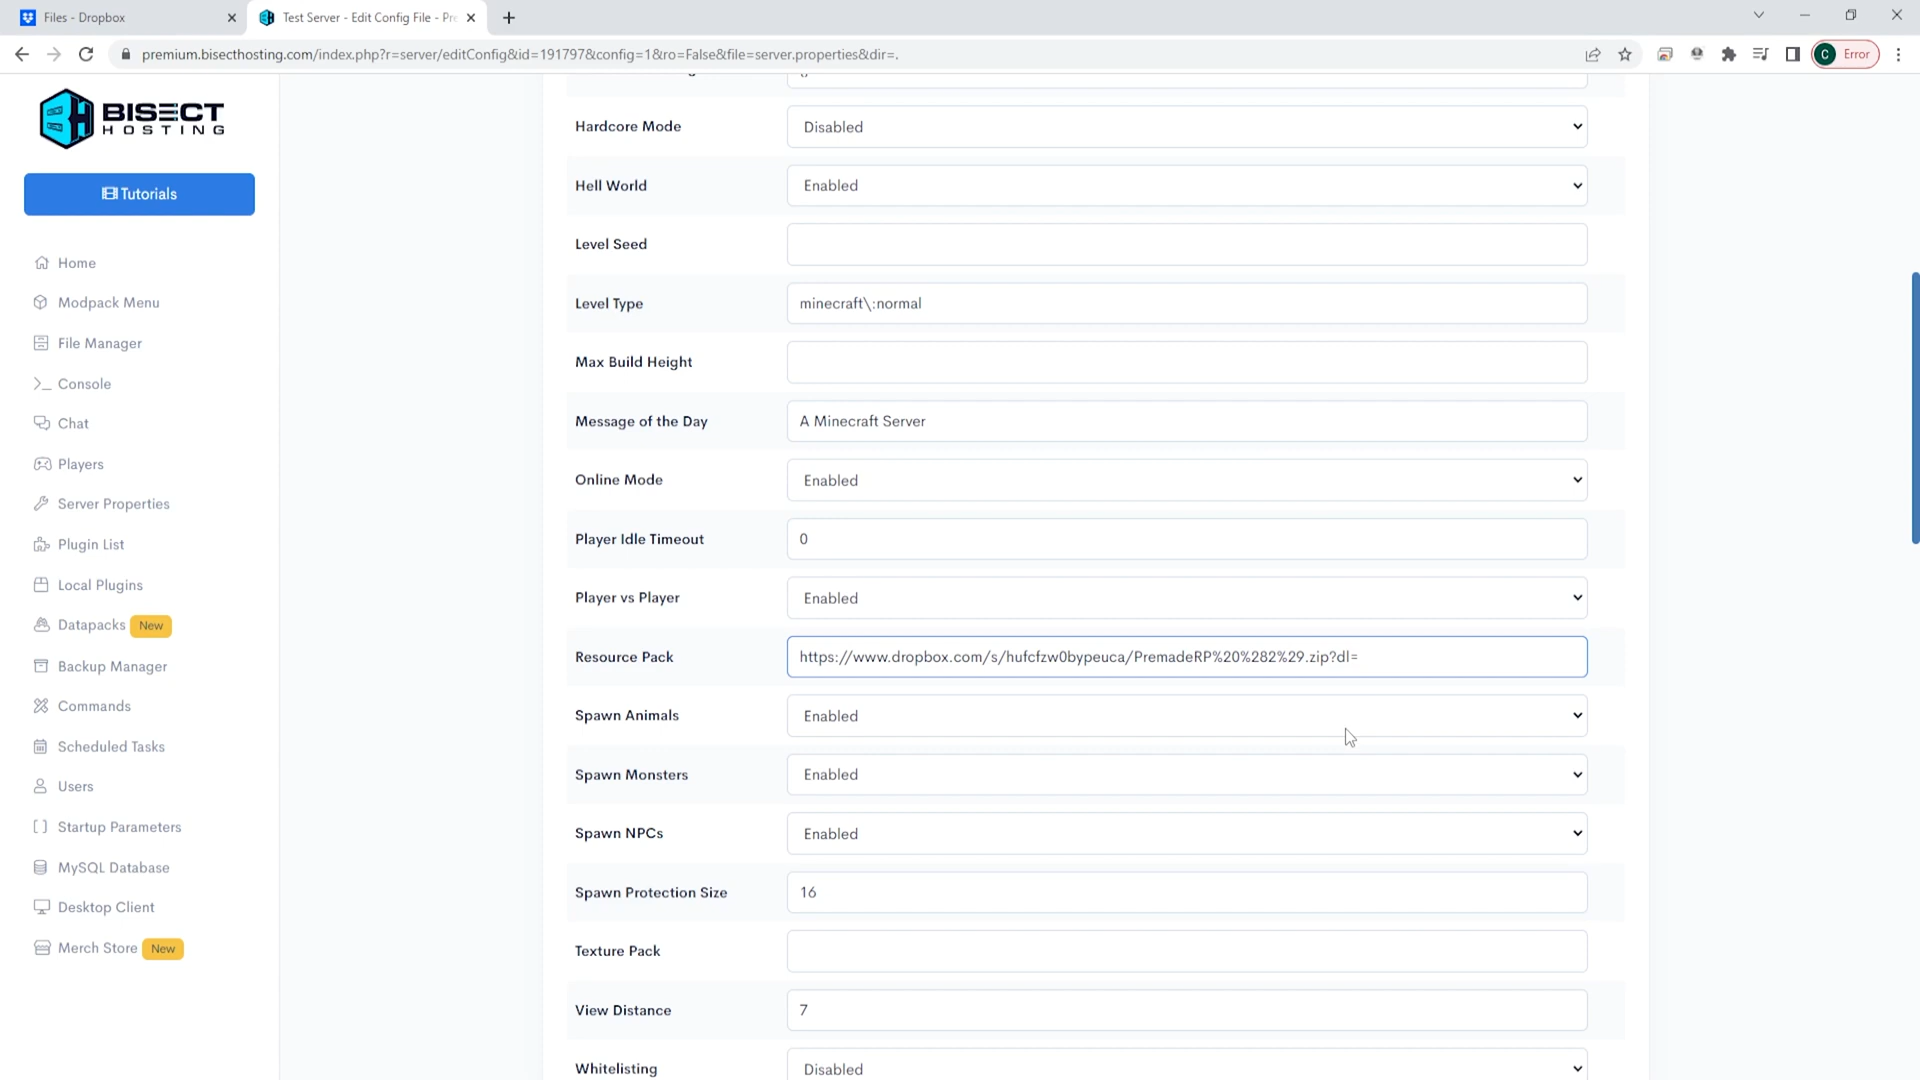 Files - Dropbox
Test Server - Edit Config File - Pre
premium.bisecthosting.com/index.php?r=server/editConfig&id=191797&config=1&ro=False&file=server.properties&dir=.
C Error
BISECT
HOSTING
Tutorials
Home
Modpack Menu
File Manager
Console
Chat
Players
Server Properties
Plugin List
Local Plugins
Datapacks New
Backup Manager
Commands
Scheduled Tasks
Users
Startup Parameters
MySQL Database
Desktop Client
Merch Store New
Hardcore Mode Disabled
Hell World Enabled
Level Seed
Level Type minecraft\:normal
Max Build Height
Message of the Day A Minecraft Server
Online Mode Enabled
Player Idle Timeout 0
Player vs Player Enabled
Resource Pack https://www.dropbox.com/s/hufcfzw0bypeuca/PremadeRP%20%282%29.zip?dl=
Spawn Animals Enabled
Spawn Monsters Enabled
Spawn NPCs Enabled
Spawn Protection Size 16
Texture Pack
View Distance 7
Whitelisting Disabled